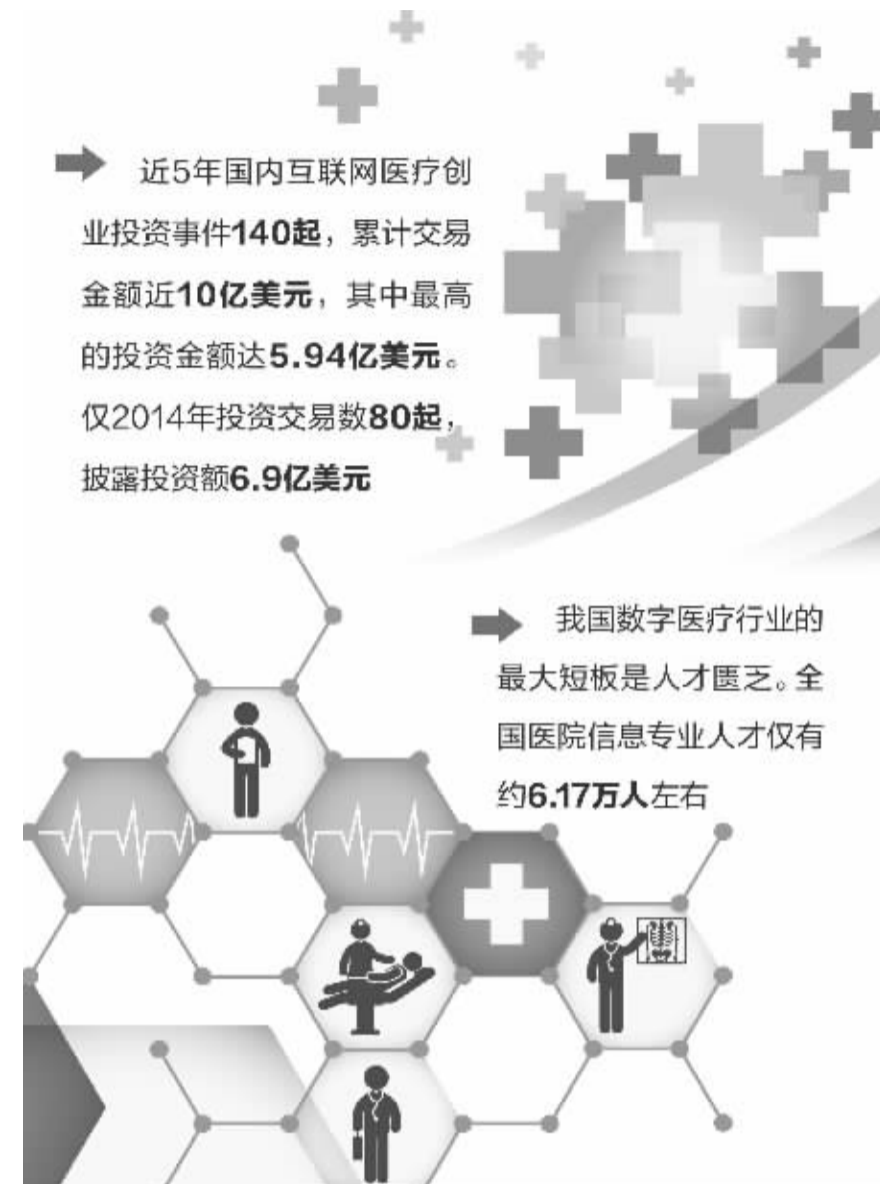 近5年国内互联网医疗创
业投资事件140起，累计交易
金额近10亿美元，其中最高
的投资金额达5.94亿美元。
仅2014年投资交易数80起，
披露投资额6.9亿美元
我国数字医疗行业的
最大短板是人才匮乏。全
国医院信息专业人才仅有
约6.17万人左右